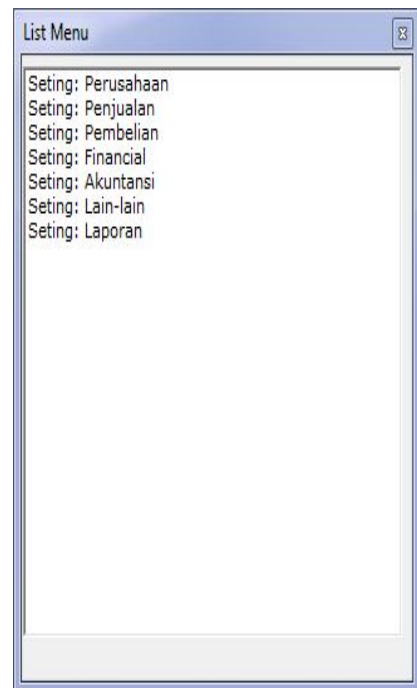 List Menu
Seting: Perusahaan
Seting: Penjualan
Seting: Pembelian
Seting: Financial
Seting: Akuntansi
Seting: Lain-lain
Seting: Laporan